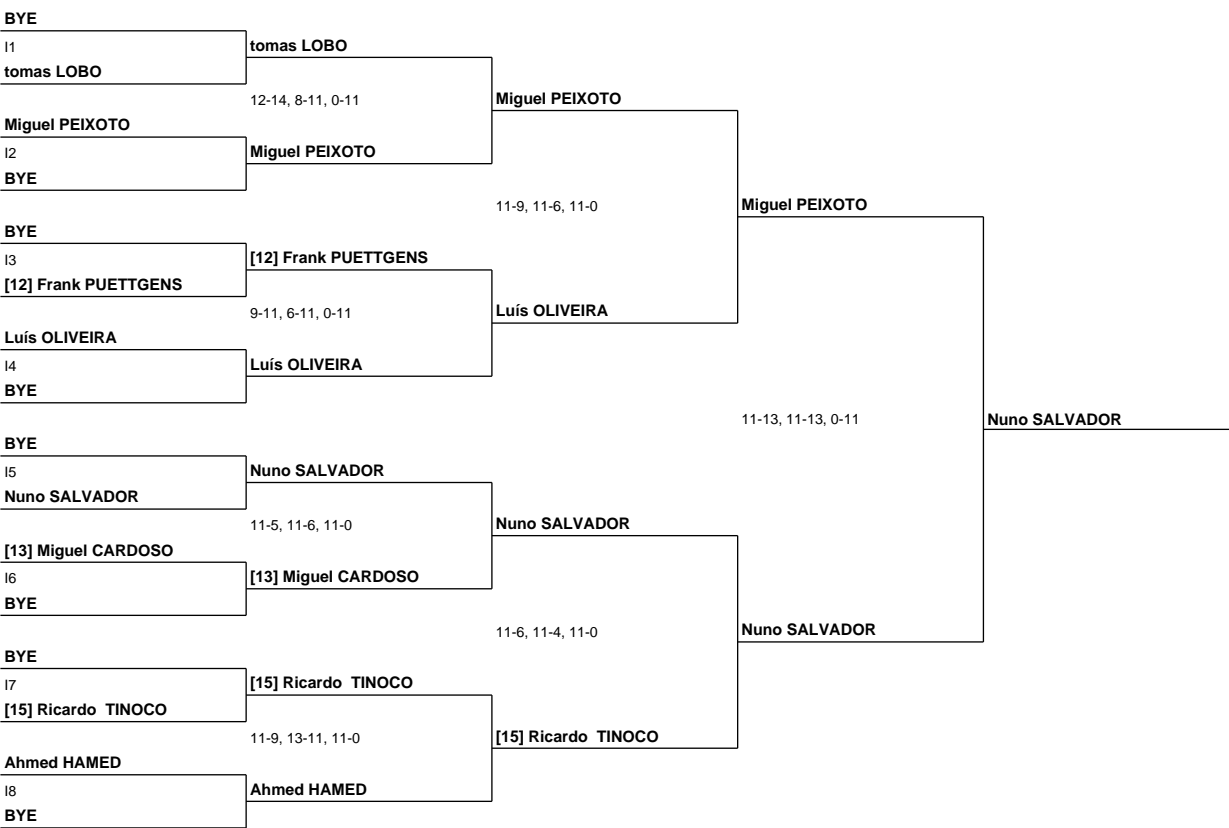 BYE
I1
tomas LOBO
tomas LOBO
12-14, 8-11, 0-11
Miguel PEIXOTO
Miguel PEIXOTO
I2
Miguel PEIXOTO
BYE
11-9, 11-6, 11-0
Miguel PEIXOTO
BYE
I3
[12] Frank PUETTGENS
[12] Frank PUETTGENS
9-11, 6-11, 0-11
Luís OLIVEIRA
Luís OLIVEIRA
I4
Luís OLIVEIRA
BYE
11-13, 11-13, 0-11
Nuno SALVADOR
BYE
I5
Nuno SALVADOR
Nuno SALVADOR
11-5, 11-6, 11-0
Nuno SALVADOR
[13] Miguel CARDOSO
I6
[13] Miguel CARDOSO
BYE
11-6, 11-4, 11-0
Nuno SALVADOR
BYE
I7
[15] Ricardo  TINOCO
[15] Ricardo  TINOCO
11-9, 13-11, 11-0
[15] Ricardo  TINOCO
Ahmed HAMED
I8
Ahmed HAMED
BYE